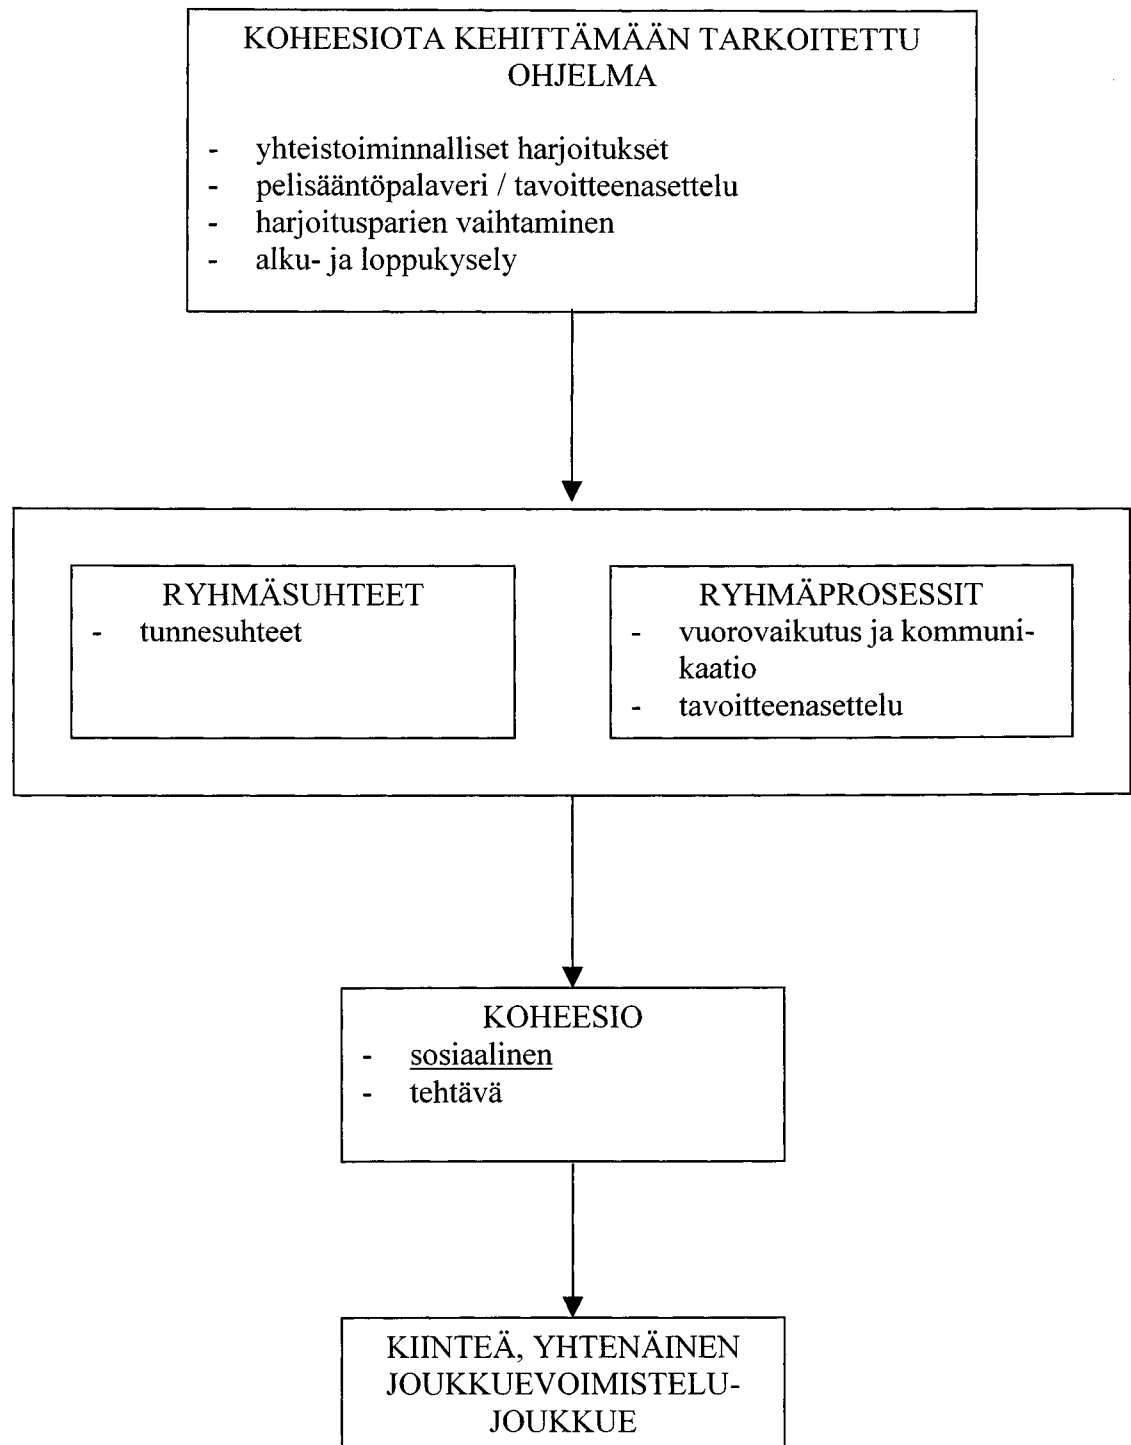 KOHEESIOTA KEHITTÄMÄÄN TARKOITETTU
OHJELMA
- yhteistoiminnalliset harjoitukset
- pelisääntöpalaveri / tavoitteenasettelu
- harjoitusparien vaihtaminen
- alku- ja loppukysely
RYHMÄSUHTEET
- tunnesuhteet
RYHMÄPROSESSIT
- vuorovaikutus ja kommuni-
kaatio
- tavoitteenasettelu
KOHEESIO
- sosiaalinen
- tehtävä
KIINTEÄ, YHTENÄINEN
JOUKKUEVOIMISTELU-
JOUKKUE